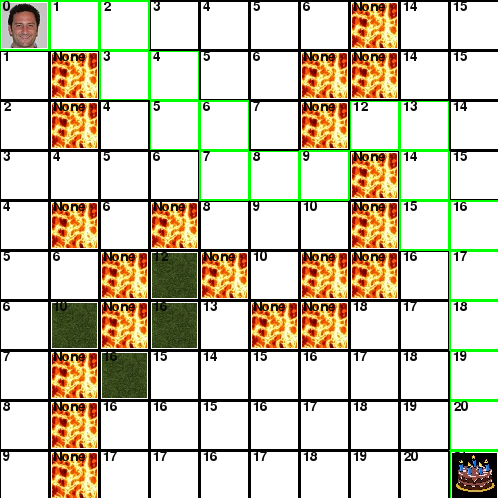 0 1 2 3 4 5 6 None 14 15
1 None 3 4 5 6 None None 14 15
2 None 4 5 6 7 None 12 13 14
3 4 5 6 7 8 9 None 14 15
4 None 6 None 8 9 10 None 15 16
5 6 None 12 None 10 None None 16 17
6 10 None 16 13 None None 18 17 18
7 None 16 15 14 15 16 17 18 19
8 None 16 16 15 16 17 18 19 20
9 None 17 17 16 17 18 19 20